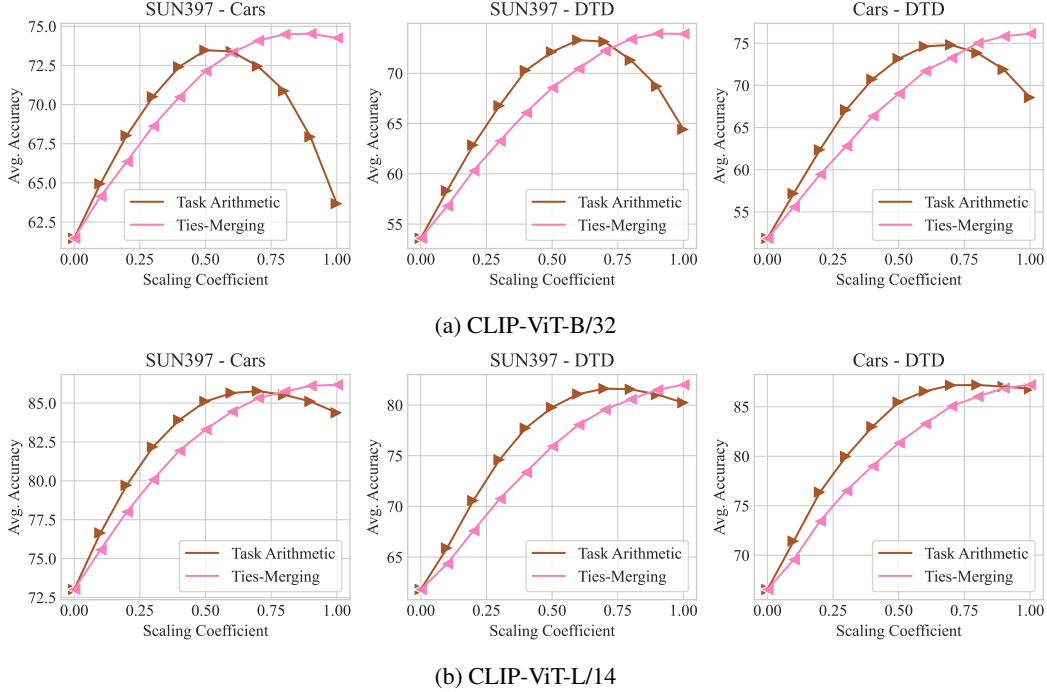 SUN397 - Cars
75.0
72.5
70.0
67.5
65.0
62.5
Avg. Accuracy
Task Arithmetic
Ties-Merging
0.00 0.25 0.50 0.75 1.00
Scaling Coefficient
SUN397 - DTD
70
65
60
55
Avg. Accuracy
Task Arithmetic
Ties-Merging
0.00 0.25 0.50 0.75 1.00
Scaling Coefficient
Cars - DTD
75
70
65
60
55
Avg. Accuracy
Task Arithmetic
Ties-Merging
0.00 0.25 0.50 0.75 1.00
Scaling Coefficient
(a) CLIP-ViT-B/32
SUN397 - Cars
85.0
82.5
80.0
77.5
75.0
72.5
Avg. Accuracy
Task Arithmetic
Ties-Merging
0.00 0.25 0.50 0.75 1.00
Scaling Coefficient
SUN397 - DTD
80
75
70
65
Avg. Accuracy
Task Arithmetic
Ties-Merging
0.00 0.25 0.50 0.75 1.00
Scaling Coefficient
Cars - DTD
85
80
75
70
Avg. Accuracy
Task Arithmetic
Ties-Merging
0.00 0.25 0.50 0.75 1.00
Scaling Coefficient
(b) CLIP-ViT-L/14